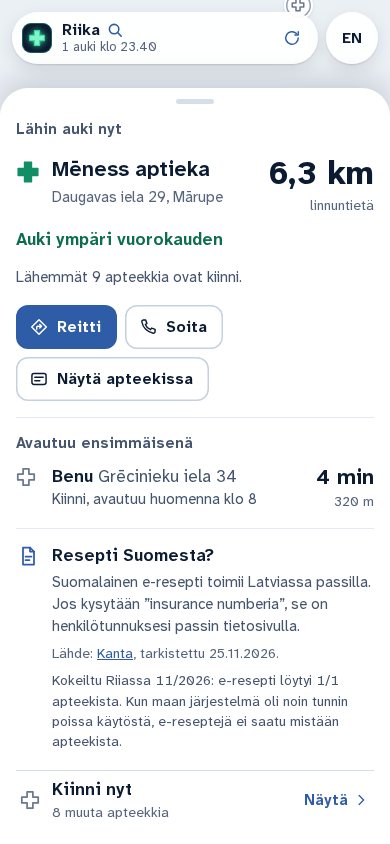 Riika
1 auki klo 23.40
EN
Lähin auki nyt
Mēness aptieka
6,3 km
Daugavas iela 29, Mārupe
linnuntietä
Auki ympäri vuorokauden
Lähemmät 9 apteekkia ovat kiinni.
Reitti
Soita
Näytä apteekissa
Avautuu ensimmäisenä
Benu Grēcinieku iela 34
4 min
Kiinni, avautuu huomenna klo 8
320 m
Resepti Suomesta?
Suomalainen e-resepti toimii Latviassa passilla.
Jos kysytään ”insurance numberia”, se on
henkilötunnuksesi passin tietosivulla.
Lähde: Kanta, tarkistettu 25.11.2026.
Kokeiltu Riiassa 11/2026: e-resepti löytyi 1/1
apteekista. Kun maan järjestelmä oli noin tunnin
poissa käytöstä, e-reseptejä ei saatu mistään
apteekista.
Kiinni nyt
8 muuta apteekkia
Näytä